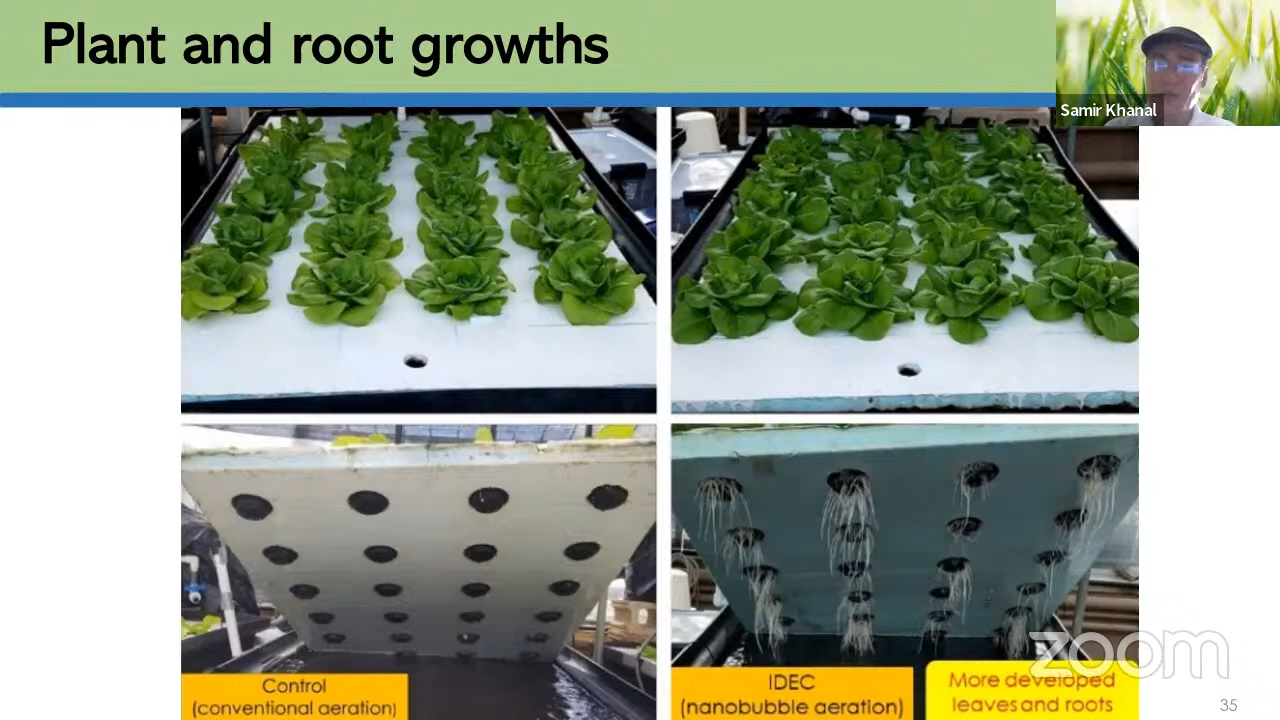 Plant and root growths
Samir Khanal
Control
(conventional aeration)
IDEC
(nanobubble aeration)
More developed
leaves and roots
zoom
35